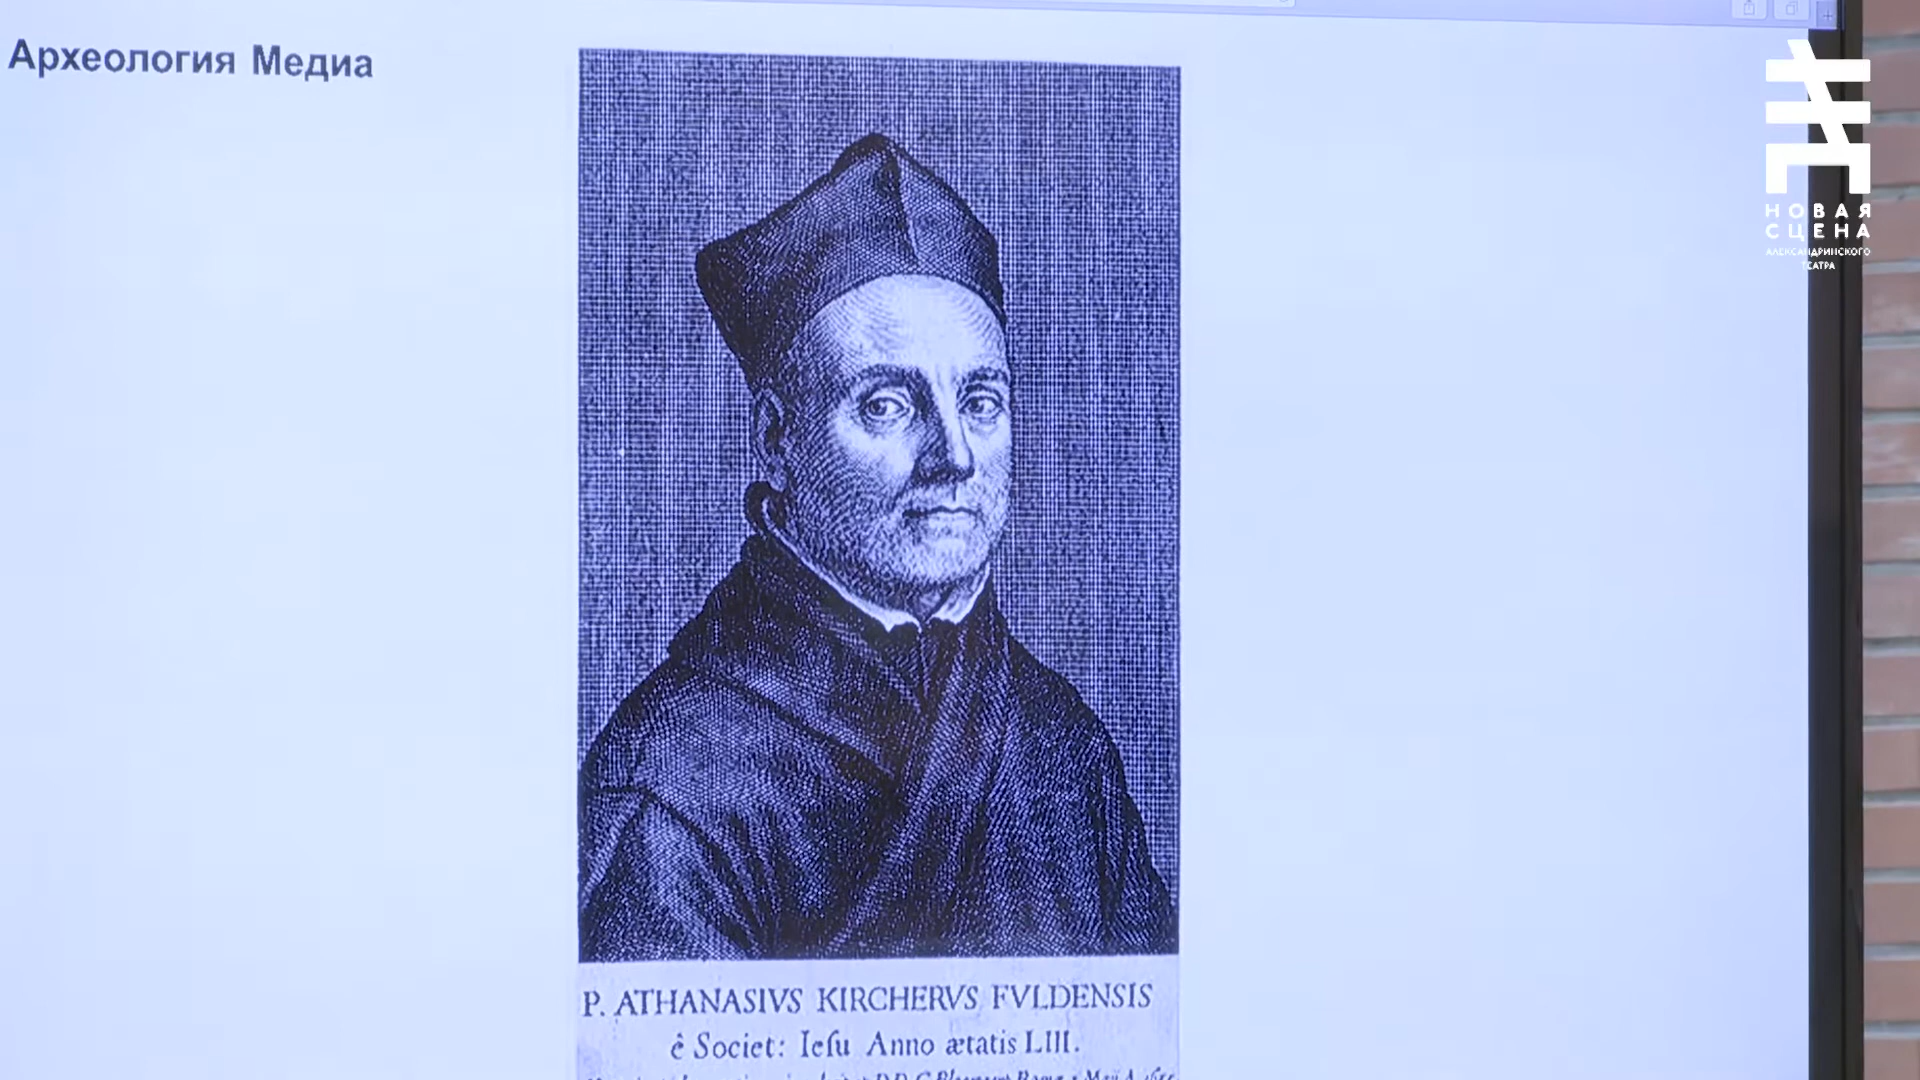 Археология Медиа
НОВАЯ
СЦЕНА
АЛЕКСАНДРИНСКОГО
ТЕАТРА
P. ATHANASIVS KIRCHERVS FVLDENSIS
è Societ: Iesu Anno ætatis LIII.